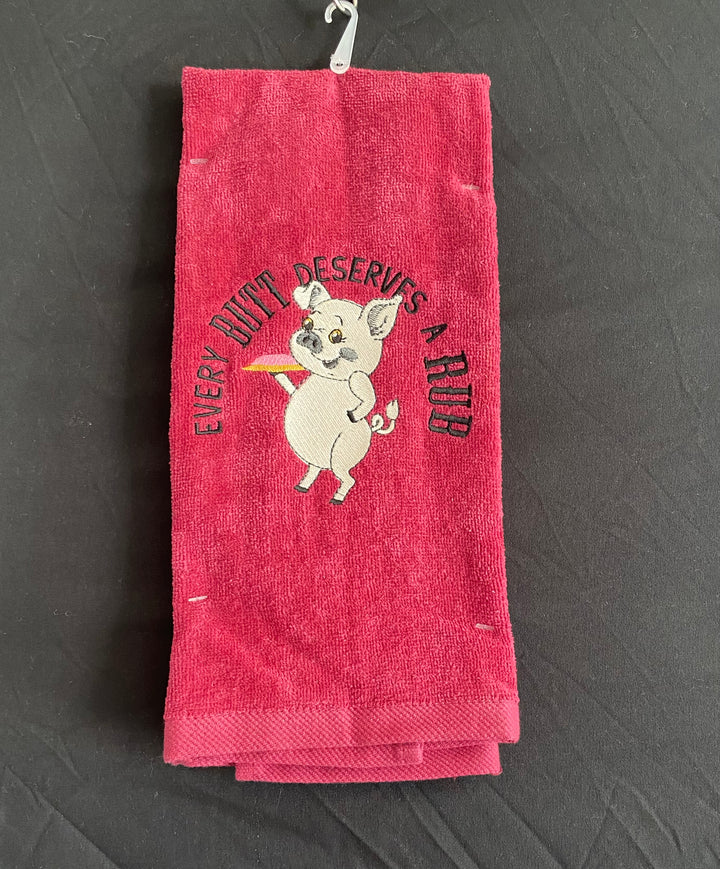 EVERY BUTT DESERVES A RUB